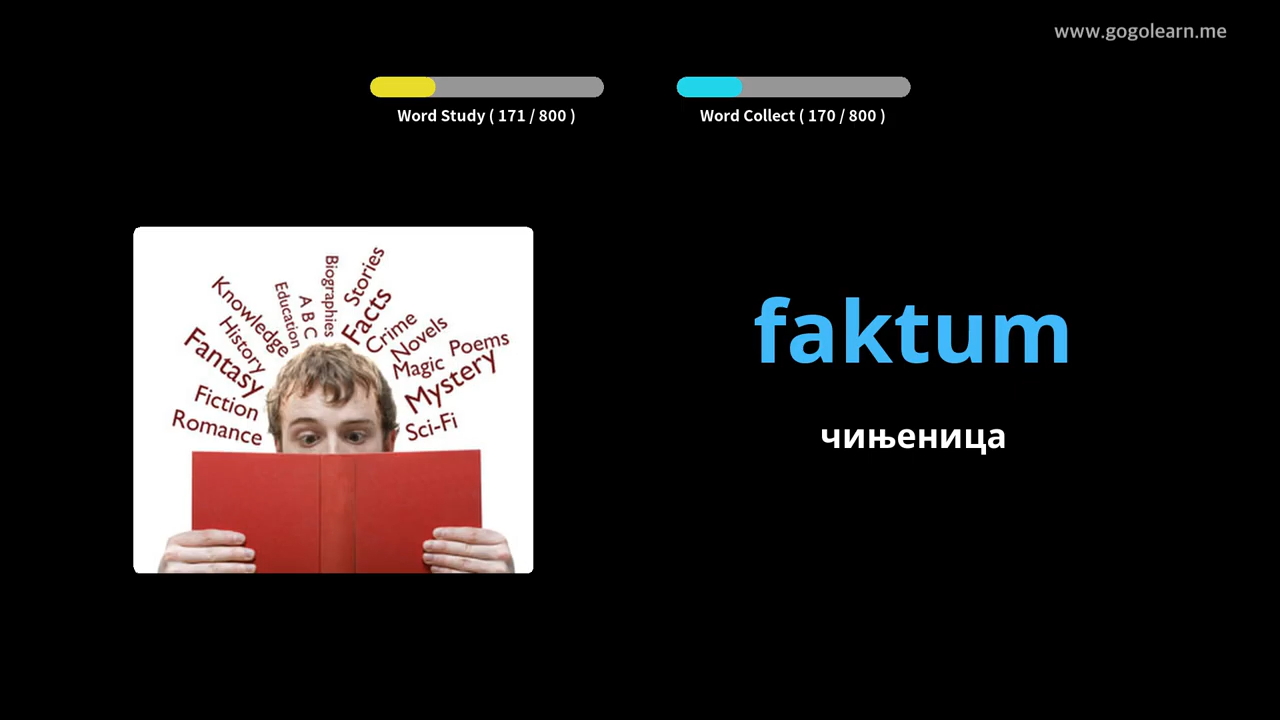 www.gogolearn.me
Word Study ( 171 / 800 )
Word Collect ( 170 / 800 )
Biographies
Stories
Education
A B C
Facts
Knowledge
Crime
History
Novels
Poems
Fantasy
Magic
Mystery
Fiction
Romance
Sci-Fi
faktum
чињеница